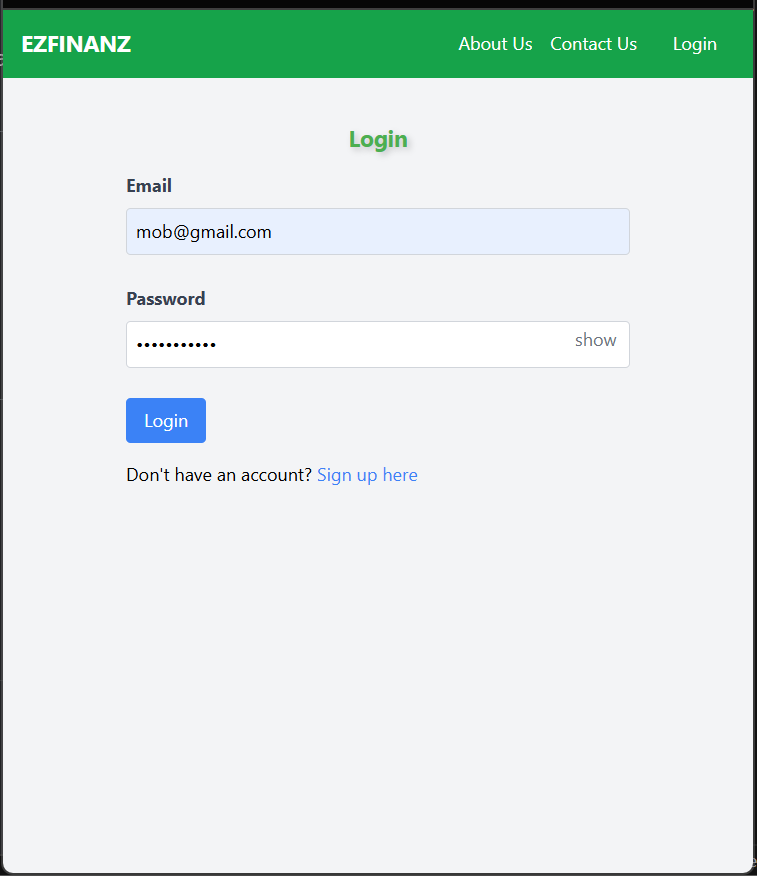 EZFINANZ About Us Contact Us Login
Login
Email
mob@gmail.com
Password
••••••••••• show
Login
Don't have an account? Sign up here